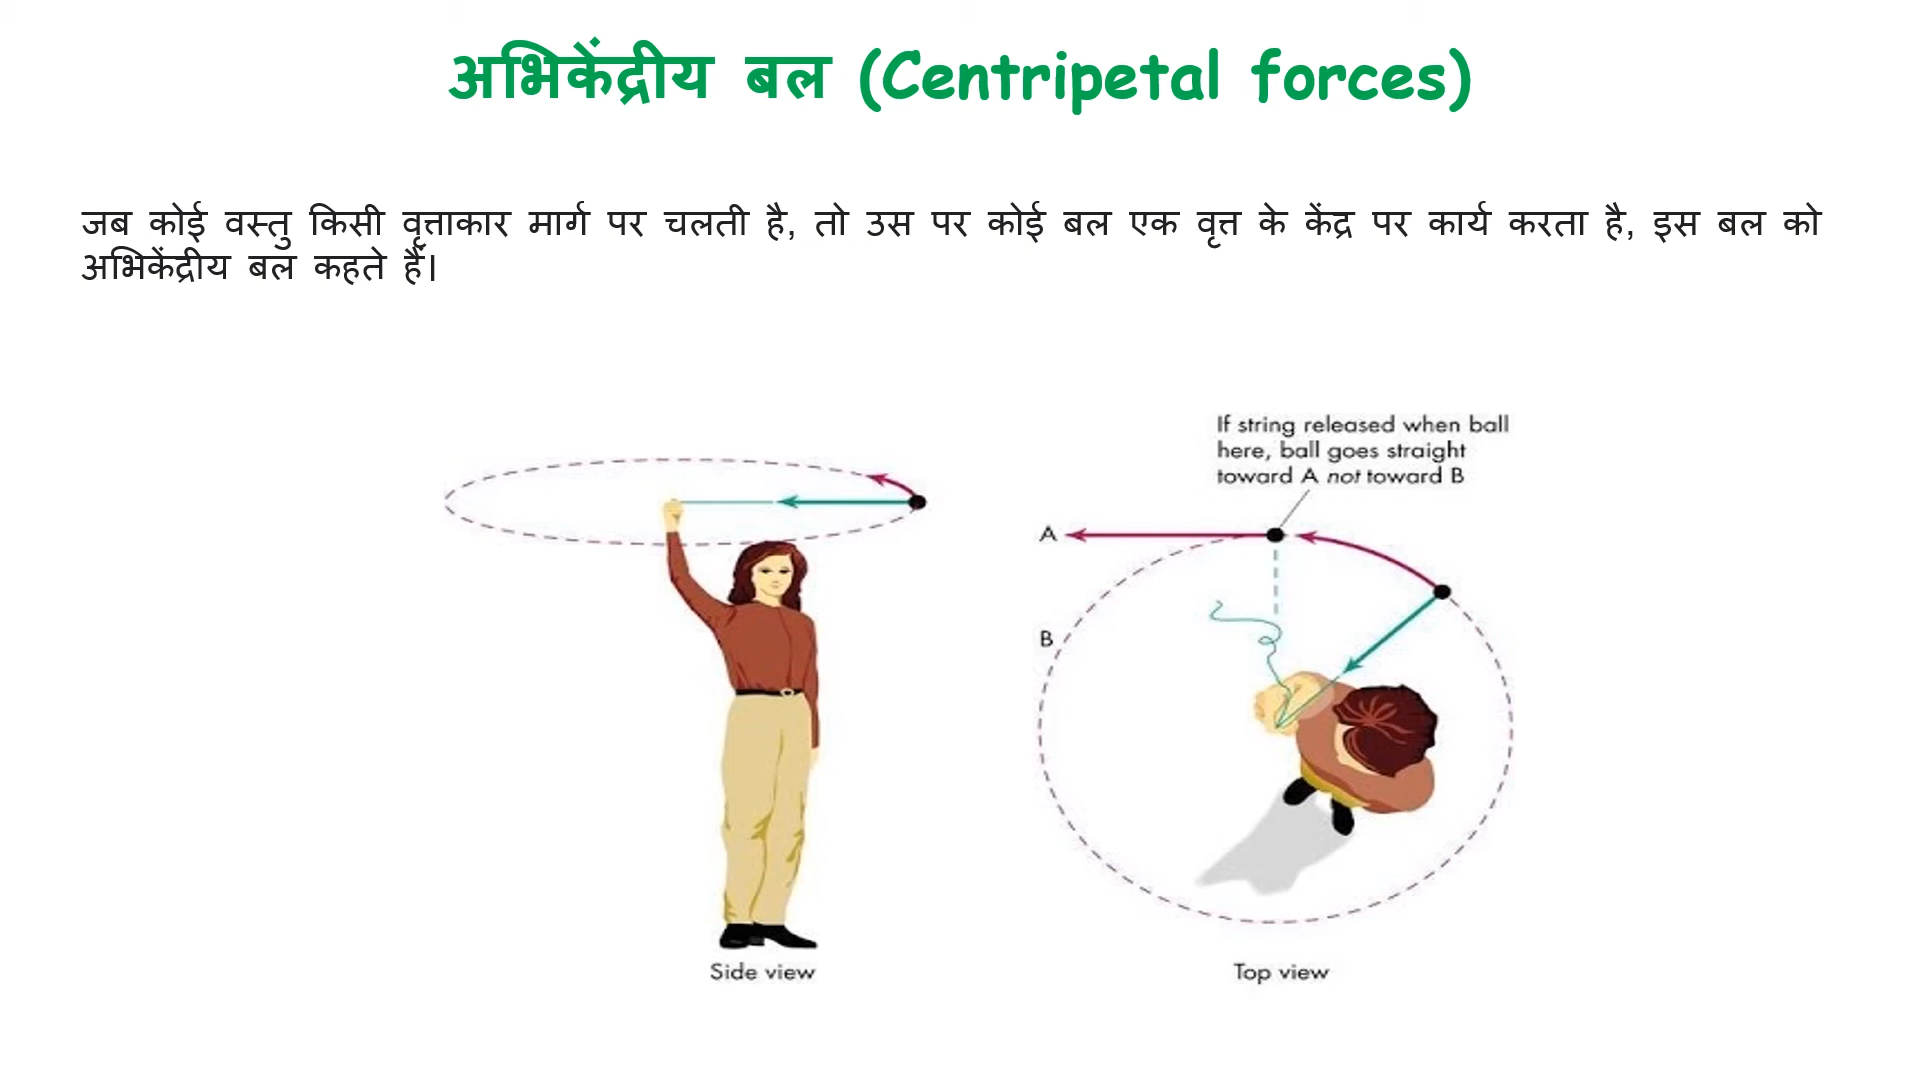 अभिकेंद्रीय बल (Centripetal forces)
जब कोई वस्तु किसी वृत्ताकार मार्ग पर चलती है, तो उस पर कोई बल एक वृत्त के केंद्र पर कार्य करता है, इस बल को
अभिकेंद्रीय बल कहते हैं।
If string released when ball
here, ball goes straight
toward A not toward B
A
B
Side view
Top view